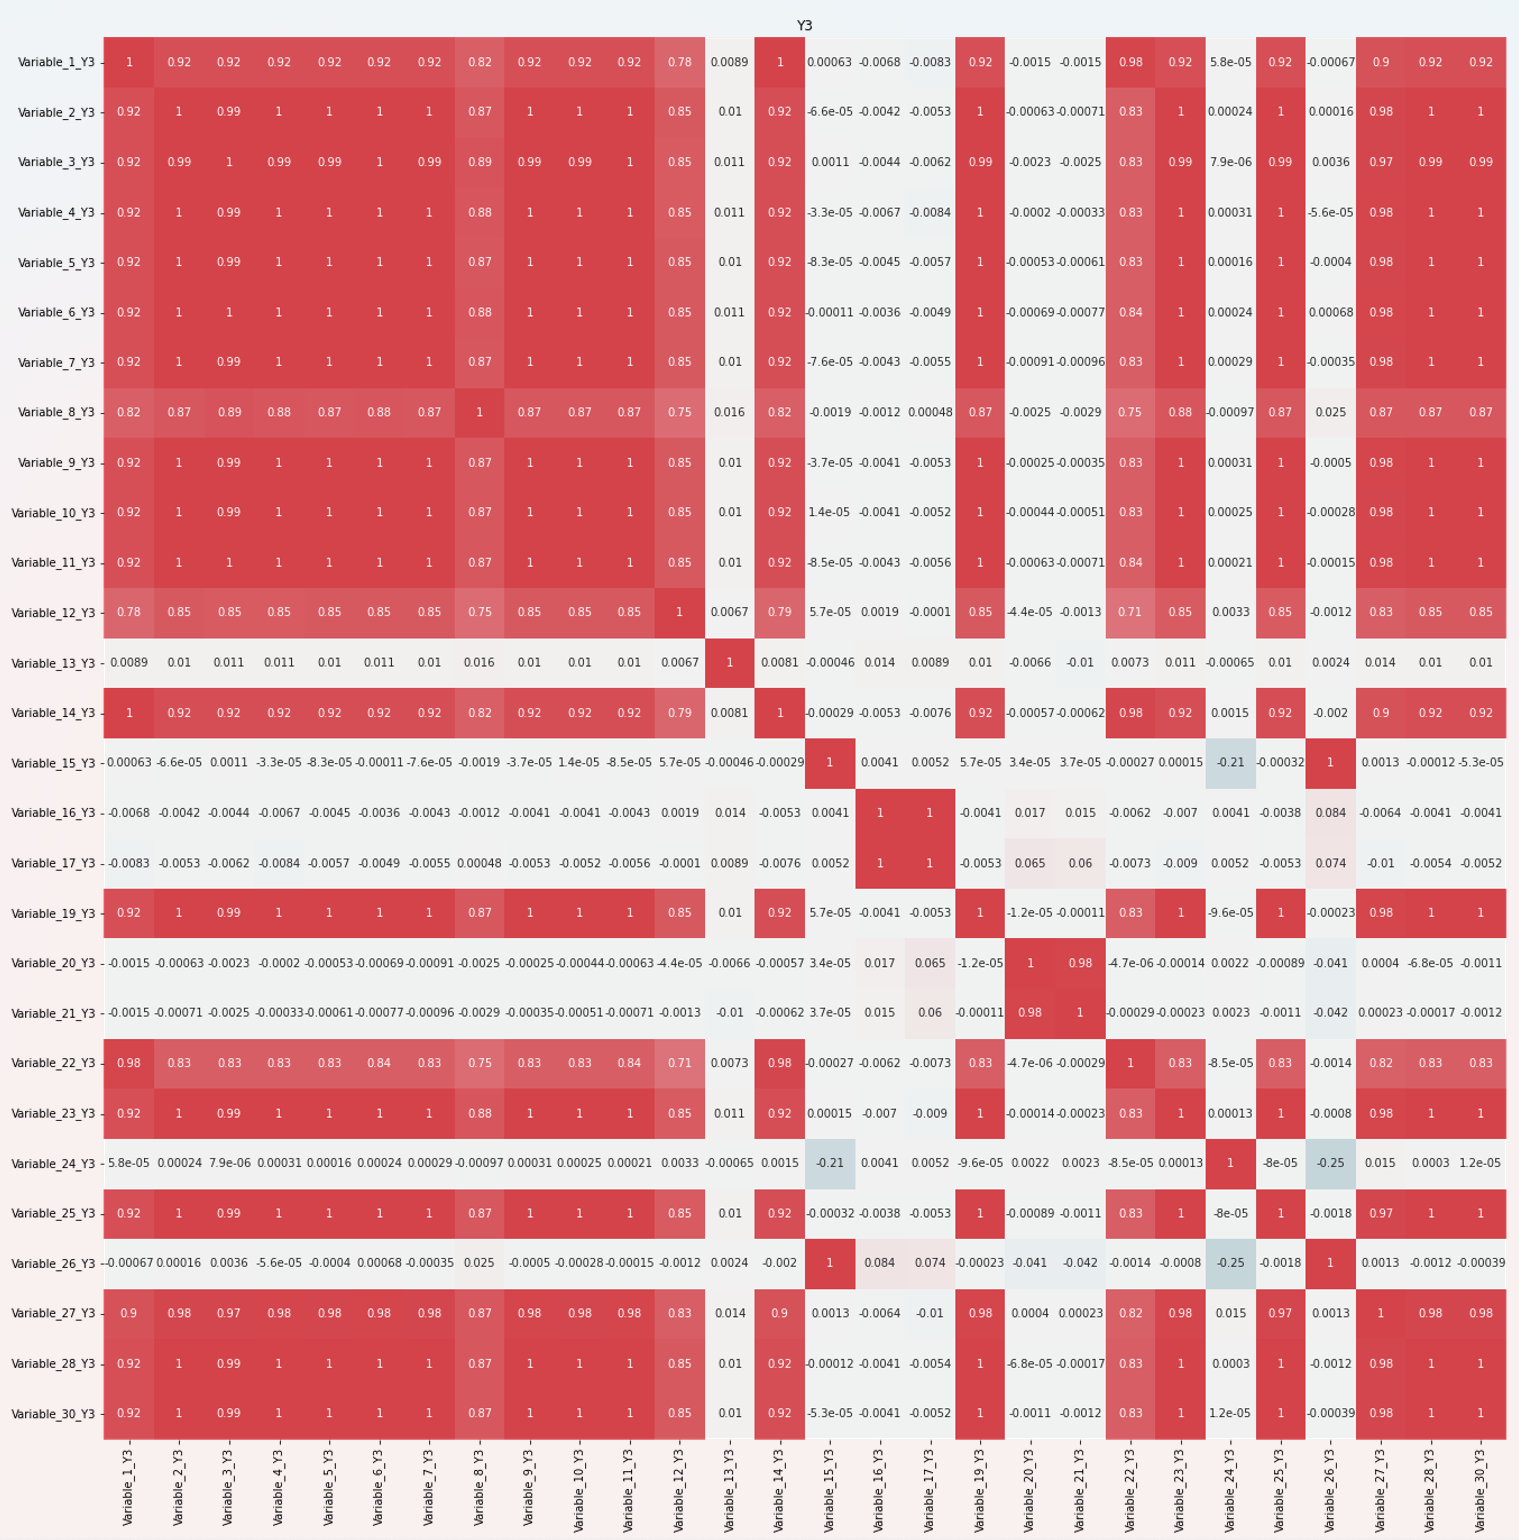 Y3
Variable_1_Y3 1 0.92 0.92 0.92 0.92 0.92 0.92 0.82 0.92 0.92 0.92 0.78 0.0089 1 0.00063 -0.0068 -0.0083 0.92 -0.0015 -0.0015 0.98 0.92 5.8e-05 0.92 -0.00067 0.9 0.92 0.92
Variable_2_Y3 0.92 1 0.99 1 1 1 1 0.87 1 1 1 0.85 0.01 0.92 -6.6e-05 -0.0042 -0.0053 1 -0.00063 -0.00071 0.83 1 0.00024 1 0.00016 0.98 1 1
Variable_3_Y3 0.92 0.99 1 0.99 0.99 1 0.99 0.89 0.99 0.99 1 0.85 0.011 0.92 0.0011 -0.0044 -0.0062 0.99 -0.0023 -0.0025 0.83 0.99 7.9e-06 0.99 0.0036 0.97 0.99 0.99
Variable_4_Y3 0.92 1 0.99 1 1 1 1 0.88 1 1 1 0.85 0.011 0.92 -3.3e-05 -0.0067 -0.0084 1 -0.0002 -0.00033 0.83 1 0.00031 1 -5.6e-05 0.98 1 1
Variable_5_Y3 0.92 1 0.99 1 1 1 1 0.87 1 1 1 0.85 0.01 0.92 -8.3e-05 -0.0045 -0.0057 1 -0.00053 -0.00061 0.83 1 0.00016 1 -0.0004 0.98 1 1
Variable_6_Y3 0.92 1 1 1 1 1 1 0.88 1 1 1 0.85 0.011 0.92 -0.00011 -0.0036 -0.0049 1 -0.00069 -0.00077 0.84 1 0.00024 1 0.00068 0.98 1 1
Variable_7_Y3 0.92 1 0.99 1 1 1 1 0.87 1 1 1 0.85 0.01 0.92 -7.6e-05 -0.0043 -0.0055 1 -0.00091 -0.00096 0.83 1 0.00029 1 -0.00035 0.98 1 1
Variable_8_Y3 0.82 0.87 0.89 0.88 0.87 0.88 0.87 1 0.87 0.87 0.87 0.75 0.016 0.82 -0.0019 -0.0012 0.00048 0.87 -0.0025 -0.0029 0.75 0.88 -0.00097 0.87 0.025 0.87 0.87 0.87
Variable_9_Y3 0.92 1 0.99 1 1 1 1 0.87 1 1 1 0.85 0.01 0.92 -3.7e-05 -0.0041 -0.0053 1 -0.00025 -0.00035 0.83 1 0.00031 1 -0.0005 0.98 1 1
Variable_10_Y3 0.92 1 0.99 1 1 1 1 0.87 1 1 1 0.85 0.01 0.92 1.4e-05 -0.0041 -0.0052 1 -0.00044 -0.00051 0.83 1 0.00025 1 -0.00028 0.98 1 1
Variable_11_Y3 0.92 1 1 1 1 1 1 0.87 1 1 1 0.85 0.01 0.92 -8.5e-05 -0.0043 -0.0056 1 -0.00063 -0.00071 0.84 1 0.00021 1 -0.00015 0.98 1 1
Variable_12_Y3 0.78 0.85 0.85 0.85 0.85 0.85 0.85 0.75 0.85 0.85 0.85 1 0.0067 0.79 5.7e-05 0.0019 -0.0001 0.85 -4.4e-05 -0.0013 0.71 0.85 0.0033 0.85 -0.0012 0.83 0.85 0.85
Variable_13_Y3 0.0089 0.01 0.011 0.011 0.01 0.011 0.01 0.016 0.01 0.01 0.01 0.0067 1 0.0081 -0.00046 0.014 0.0089 0.01 -0.0066 -0.01 0.0073 0.011 -0.00065 0.01 0.0024 0.014 0.01 0.01
Variable_14_Y3 1 0.92 0.92 0.92 0.92 0.92 0.92 0.82 0.92 0.92 0.92 0.79 0.0081 1 -0.00029 -0.0053 -0.0076 0.92 -0.00057 -0.00062 0.98 0.92 0.0015 0.92 -0.002 0.9 0.92 0.92
Variable_15_Y3 0.00063 -6.6e-05 0.0011 -3.3e-05 -8.3e-05 -0.00011 -7.6e-05 -0.0019 -3.7e-05 1.4e-05 -8.5e-05 5.7e-05 -0.00046 -0.00029 1 0.0041 0.0052 5.7e-05 3.4e-05 3.7e-05 -0.00027 0.00015 -0.21 -0.00032 1 0.0013 -0.00012 -5.3e-05
Variable_16_Y3 -0.0068 -0.0042 -0.0044 -0.0067 -0.0045 -0.0036 -0.0043 -0.0012 -0.0041 -0.0041 -0.0043 0.0019 0.014 -0.0053 0.0041 1 1 -0.0041 0.017 0.015 -0.0062 -0.007 0.0041 -0.0038 0.084 -0.0064 -0.0041 -0.0041
Variable_17_Y3 -0.0083 -0.0053 -0.0062 -0.0084 -0.0057 -0.0049 -0.0055 0.00048 -0.0053 -0.0052 -0.0056 -0.0001 0.0089 -0.0076 0.0052 1 1 -0.0053 0.065 0.06 -0.0073 -0.009 0.0052 -0.0053 0.074 -0.01 -0.0054 -0.0052
Variable_19_Y3 0.92 1 0.99 1 1 1 1 0.87 1 1 1 0.85 0.01 0.92 5.7e-05 -0.0041 -0.0053 1 -1.2e-05 -0.00011 0.83 1 -9.6e-05 1 -0.00023 0.98 1 1
Variable_20_Y3 -0.0015 -0.00063 -0.0023 -0.0002 -0.00053 -0.00069 -0.00091 -0.0025 -0.00025 -0.00044 -0.00063 -4.4e-05 -0.0066 -0.00057 3.4e-05 0.017 0.065 -1.2e-05 1 0.98 -4.7e-06 -0.00014 0.0022 -0.00089 -0.041 0.0004 -6.8e-05 -0.0011
Variable_21_Y3 -0.0015 -0.00071 -0.0025 -0.00033 -0.00061 -0.00077 -0.00096 -0.0029 -0.00035 -0.00051 -0.00071 -0.0013 -0.01 -0.00062 3.7e-05 0.015 0.06 -0.00011 0.98 1 -0.00029 -0.00023 0.0023 -0.0011 -0.042 0.00023 -0.00017 -0.0012
Variable_22_Y3 0.98 0.83 0.83 0.83 0.83 0.84 0.83 0.75 0.83 0.83 0.84 0.71 0.0073 0.98 -0.00027 -0.0062 -0.0073 0.83 -4.7e-06 -0.00029 1 0.83 -8.5e-05 0.83 -0.0014 0.82 0.83 0.83
Variable_23_Y3 0.92 1 0.99 1 1 1 1 0.88 1 1 1 0.85 0.011 0.92 0.00015 -0.007 -0.009 1 -0.00014 -0.00023 0.83 1 0.00013 1 -0.0008 0.98 1 1
Variable_24_Y3 5.8e-05 0.00024 7.9e-06 0.00031 0.00016 0.00024 0.00029 -0.00097 0.00031 0.00025 0.00021 0.0033 -0.00065 0.0015 -0.21 0.0041 0.0052 -9.6e-05 0.0022 0.0023 -8.5e-05 0.00013 1 -8e-05 -0.25 0.015 0.0003 1.2e-05
Variable_25_Y3 0.92 1 0.99 1 1 1 1 0.87 1 1 1 0.85 0.01 0.92 -0.00032 -0.0038 -0.0053 1 -0.00089 -0.0011 0.83 1 -8e-05 1 -0.0018 0.97 1 1
Variable_26_Y3 -0.00067 0.00016 0.0036 -5.6e-05 -0.0004 0.00068 -0.00035 0.025 -0.0005 -0.00028 -0.00015 -0.0012 0.0024 -0.002 1 0.084 0.074 -0.00023 -0.041 -0.042 -0.0014 -0.0008 -0.25 -0.0018 1 0.0013 -0.0012 -0.00039
Variable_27_Y3 0.9 0.98 0.97 0.98 0.98 0.98 0.98 0.87 0.98 0.98 0.98 0.83 0.014 0.9 0.0013 -0.0064 -0.01 0.98 0.0004 0.00023 0.82 0.98 0.015 0.97 0.0013 1 0.98 0.98
Variable_28_Y3 0.92 1 0.99 1 1 1 1 0.87 1 1 1 0.85 0.01 0.92 -0.00012 -0.0041 -0.0054 1 -6.8e-05 -0.00017 0.83 1 0.0003 1 -0.0012 0.98 1 1
Variable_30_Y3 0.92 1 0.99 1 1 1 1 0.87 1 1 1 0.85 0.01 0.92 -5.3e-05 -0.0041 -0.0052 1 -0.0011 -0.0012 0.83 1 1.2e-05 1 -0.00039 0.98 1 1
Variable_1_Y3 Variable_2_Y3 Variable_3_Y3 Variable_4_Y3 Variable_5_Y3 Variable_6_Y3 Variable_7_Y3 Variable_8_Y3 Variable_9_Y3 Variable_10_Y3 Variable_11_Y3 Variable_12_Y3 Variable_13_Y3 Variable_14_Y3 Variable_15_Y3 Variable_16_Y3 Variable_17_Y3 Variable_19_Y3 Variable_20_Y3 Variable_21_Y3 Variable_22_Y3 Variable_23_Y3 Variable_24_Y3 Variable_25_Y3 Variable_26_Y3 Variable_27_Y3 Variable_28_Y3 Variable_30_Y3